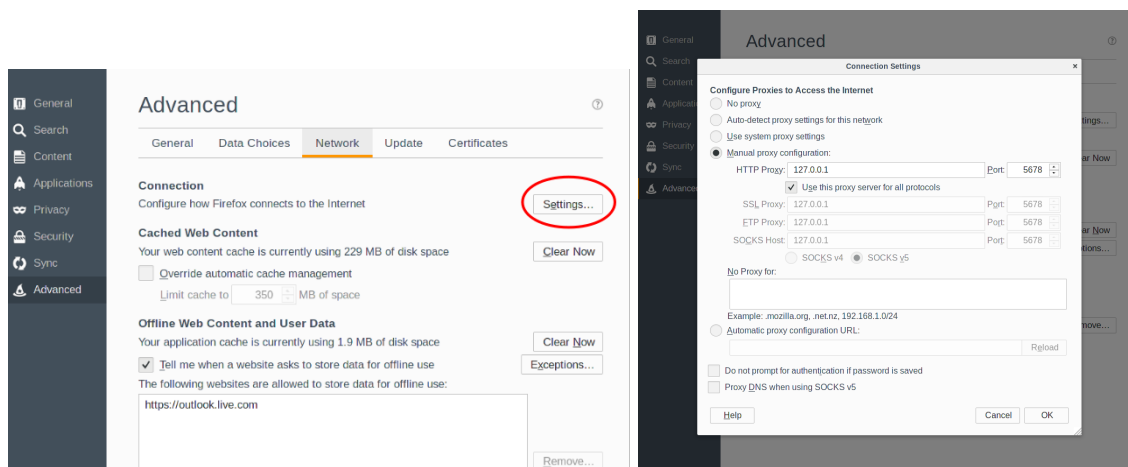 General
Search
Content
Applications
Privacy
Security
Sync
Advanced
Advanced
General Data Choices Network Update Certificates
Connection
Configure how Firefox connects to the Internet
Settings...
Cached Web Content
Your web content cache is currently using 229 MB of disk space
Clear Now
Override automatic cache management
Limit cache to 350 MB of space
Offline Web Content and User Data
Your application cache is currently using 1.9 MB of disk space
Clear Now
Tell me when a website asks to store data for offline use
Exceptions...
The following websites are allowed to store data for offline use:
https://outlook.live.com
Remove...
General
Search
Content
Applicati
Privacy
Security
Sync
Advanced
Advanced
tings...
ar Now
ar Now
tions...
move...
Connection Settings
Configure Proxies to Access the Internet
No proxy
Auto-detect proxy settings for this network
Use system proxy settings
Manual proxy configuration:
HTTP Proxy: 127.0.0.1 Port: 5678
Use this proxy server for all protocols
SSL Proxy: 127.0.0.1 Port: 5678
FTP Proxy: 127.0.0.1 Port: 5678
SOCKS Host: 127.0.0.1 Port: 5678
SOCKS v4 SOCKS v5
No Proxy for:
Example: .mozilla.org, .net.nz, 192.168.1.0/24
Automatic proxy configuration URL:
Reload
Do not prompt for authentication if password is saved
Proxy DNS when using SOCKS v5
Help Cancel OK